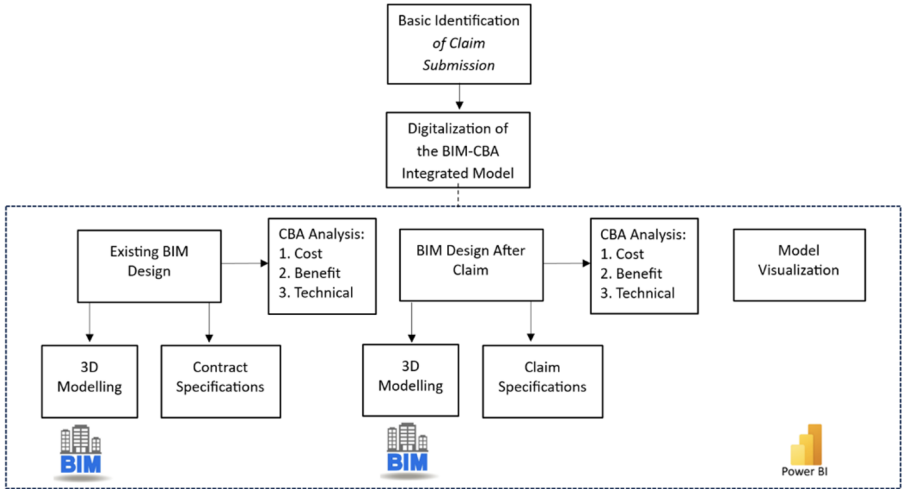 Basic Identification
of Claim
Submission
Digitalization of
the BIM-CBA
Integrated Model
Existing BIM
Design
CBA Analysis:
1. Cost
2. Benefit
3. Technical
BIM Design After
Claim
CBA Analysis:
1. Cost
2. Benefit
3. Technical
Model
Visualization
3D
Modelling
Contract
Specifications
3D
Modelling
Claim
Specifications
BIM
BIM
Power BI